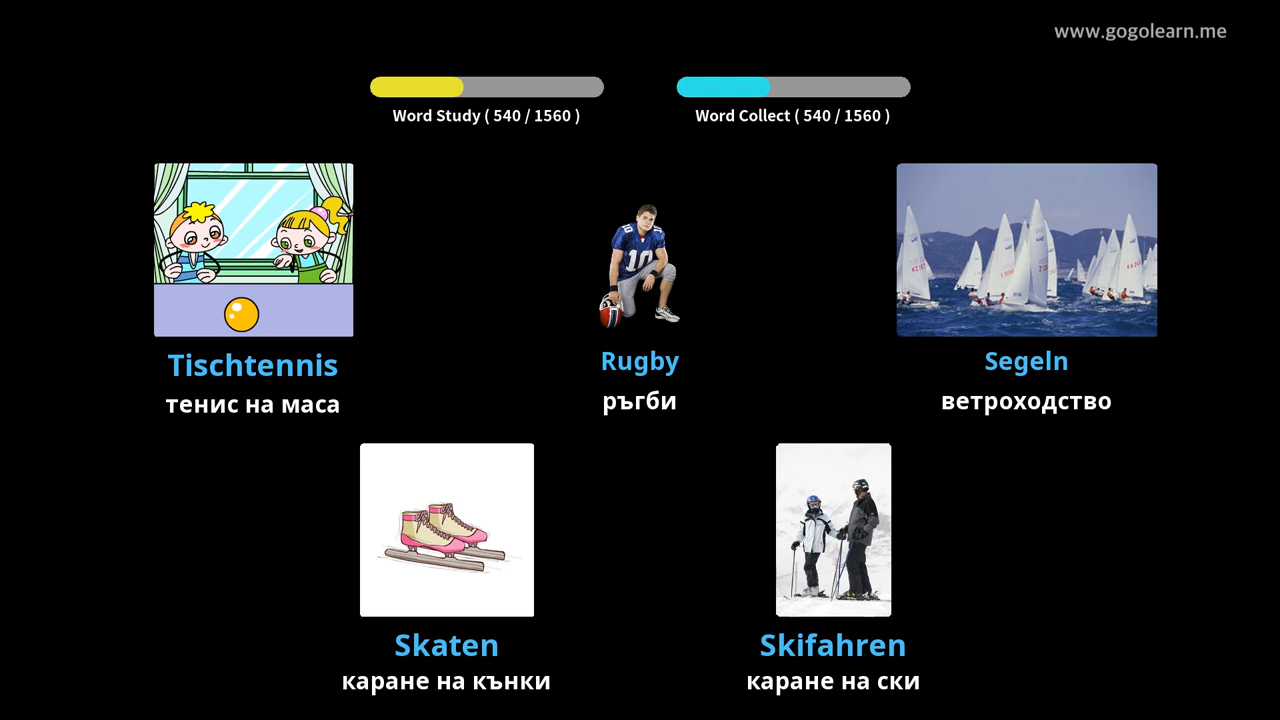 www.gogolearn.me
Word Study ( 540 / 1560 )
Word Collect ( 540 / 1560 )
Tischtennis
тенис на маса
Rugby
ръгби
Segeln
ветроходство
Skaten
каране на кънки
Skifahren
каране на ски